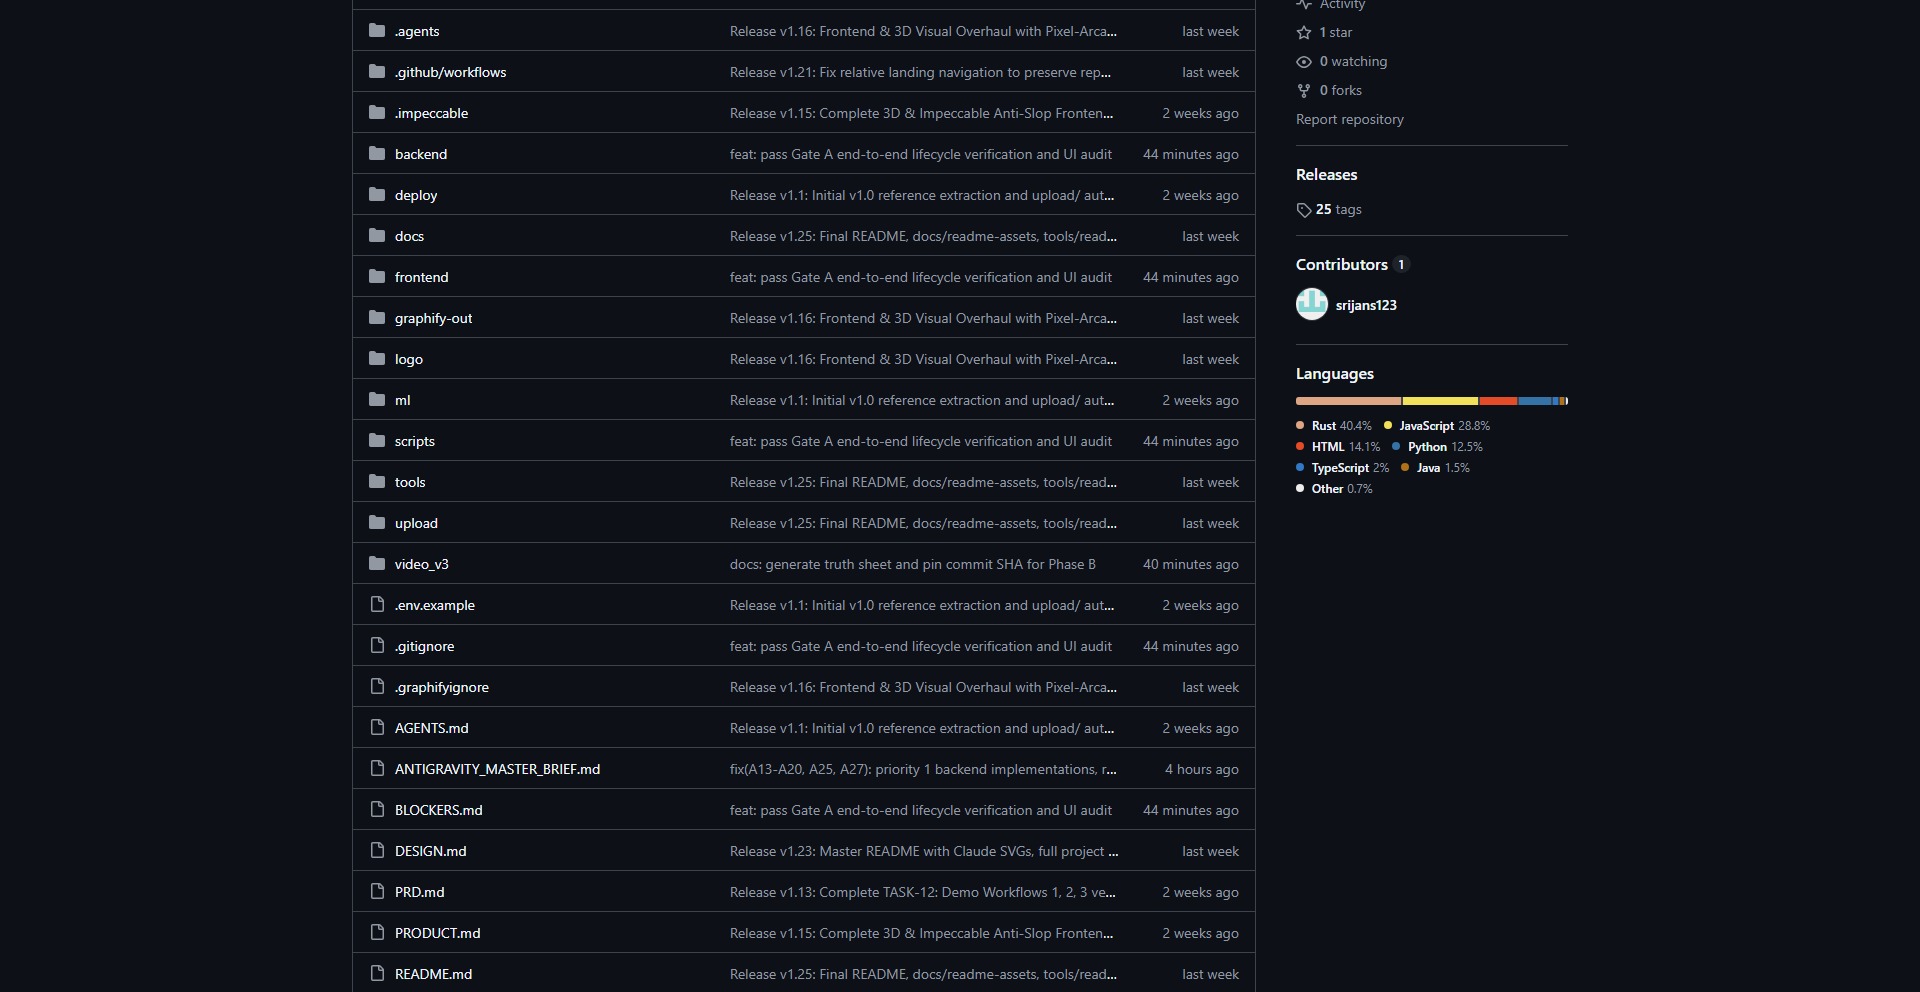 .agents Release v1.16: Frontend & 3D Visual Overhaul with Pixel-Arca... last week
.github/workflows Release v1.21: Fix relative landing navigation to preserve rep... last week
.impeccable Release v1.15: Complete 3D & Impeccable Anti-Slop Fronten... 2 weeks ago
backend feat: pass Gate A end-to-end lifecycle verification and UI audit 44 minutes ago
deploy Release v1.1: Initial v1.0 reference extraction and upload/ aut... 2 weeks ago
docs Release v1.25: Final README, docs/readme-assets, tools/read... last week
frontend feat: pass Gate A end-to-end lifecycle verification and UI audit 44 minutes ago
graphify-out Release v1.16: Frontend & 3D Visual Overhaul with Pixel-Arca... last week
logo Release v1.16: Frontend & 3D Visual Overhaul with Pixel-Arca... last week
ml Release v1.1: Initial v1.0 reference extraction and upload/ aut... 2 weeks ago
scripts feat: pass Gate A end-to-end lifecycle verification and UI audit 44 minutes ago
tools Release v1.25: Final README, docs/readme-assets, tools/read... last week
upload Release v1.25: Final README, docs/readme-assets, tools/read... last week
video_v3 docs: generate truth sheet and pin commit SHA for Phase B 40 minutes ago
.env.example Release v1.1: Initial v1.0 reference extraction and upload/ aut... 2 weeks ago
.gitignore feat: pass Gate A end-to-end lifecycle verification and UI audit 44 minutes ago
.graphifyignore Release v1.16: Frontend & 3D Visual Overhaul with Pixel-Arca... last week
AGENTS.md Release v1.1: Initial v1.0 reference extraction and upload/ aut... 2 weeks ago
ANTIGRAVITY_MASTER_BRIEF.md fix(A13-A20, A25, A27): priority 1 backend implementations, r... 4 hours ago
BLOCKERS.md feat: pass Gate A end-to-end lifecycle verification and UI audit 44 minutes ago
DESIGN.md Release v1.23: Master README with Claude SVGs, full project ... last week
PRD.md Release v1.13: Complete TASK-12: Demo Workflows 1, 2, 3 ve... 2 weeks ago
PRODUCT.md Release v1.15: Complete 3D & Impeccable Anti-Slop Fronten... 2 weeks ago
README.md Release v1.25: Final README, docs/readme-assets, tools/read... last week
Activity
1 star
0 watching
0 forks
Report repository
Releases
25 tags
Contributors 1
srijans123
Languages
Rust 40.4% JavaScript 28.8%
HTML 14.1% Python 12.5%
TypeScript 2% Java 1.5%
Other 0.7%